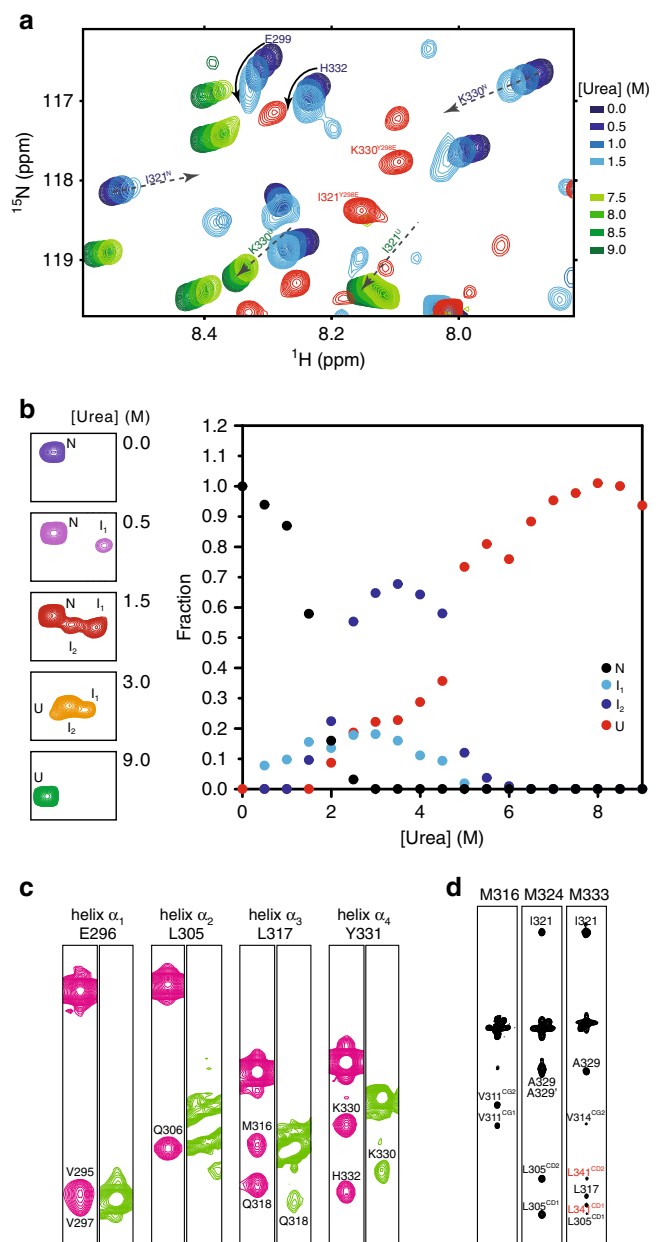 a
E299
H332
K330ᴺ
I321ᴺ
K330ʸ²⁹⁸ᴱ
I321ʸ²⁹⁸ᴱ
K330ᵁ
I321ᵁ
117
118
119
¹⁵N (ppm)
8.4
8.2
8.0
¹H (ppm)
[Urea] (M)
0.0
0.5
1.0
1.5
7.5
8.0
8.5
9.0
b
[Urea] (M)
N
0.0
N
I₁
0.5
N
I₁
I₂
1.5
U
I₁
I₂
3.0
U
9.0
1.2
1.1
1.0
0.9
0.8
0.7
0.6
0.5
0.4
0.3
0.2
0.1
0.0
Fraction
0 2 4 6 8
[Urea] (M)
N
I₁
I₂
U
c
helix α₁
E296
V295
V297
helix α₂
L305
Q306
helix α₃
L317
M316
Q318
Q318
helix α₄
Y331
K330
H332
K330
d
M316 M324 M333
V311ᶜᴳ²
V311ᶜᴳ¹
I321
A329
A329'
L305ᶜᴰ²
L305ᶜᴰ¹
I321
A329
V314ᶜᴳ²
L341ᶜᴰ²
L317
L341ᶜᴰ¹
L305ᶜᴰ¹